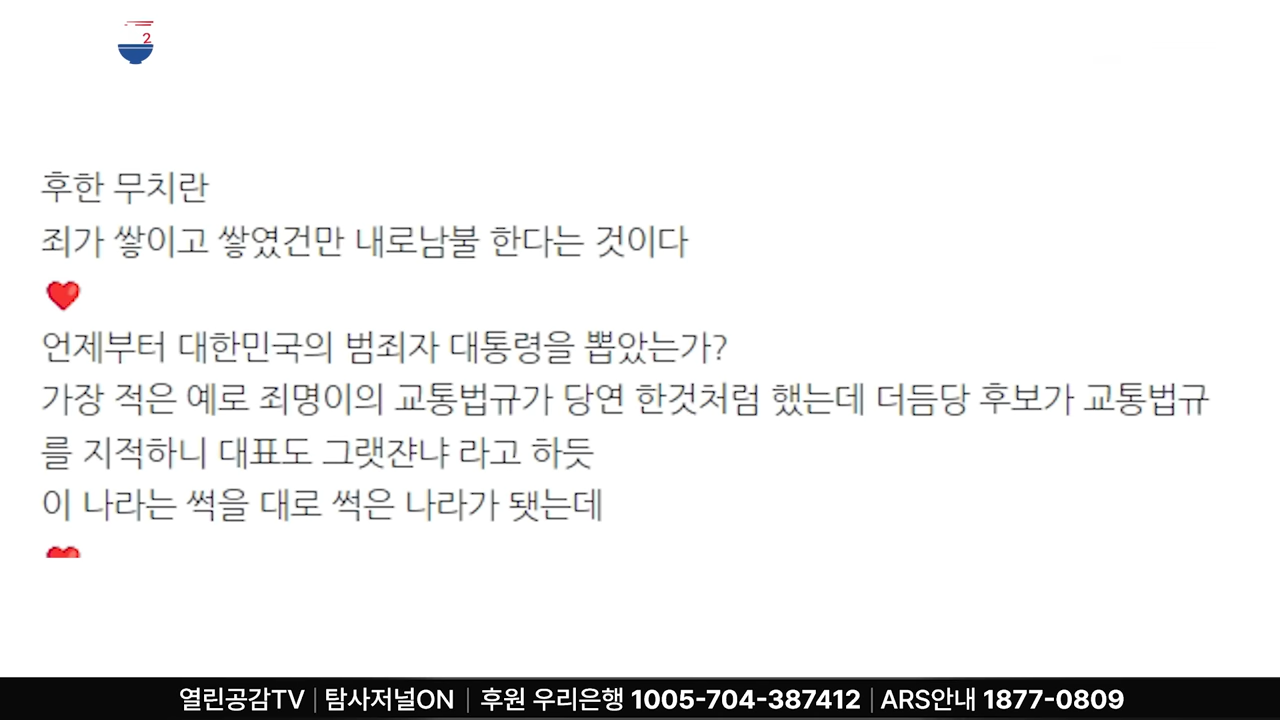 2
후한 무치란
죄가 쌓이고 쌓였건만 내로남불 한다는 것이다
언제부터 대한민국의 범죄자 대통령을 뽑았는가?
가장 적은 예로 죄명이의 교통법규가 당연 한것처럼 했는데 더듬당 후보가 교통법규
를 지적하니 대표도 그랫쟌냐 라고 하듯
이 나라는 썩을 대로 썩은 나라가 됏는데
열린공감TV | 탐사저널ON | 후원 우리은행 1005-704-387412 | ARS안내 1877-0809